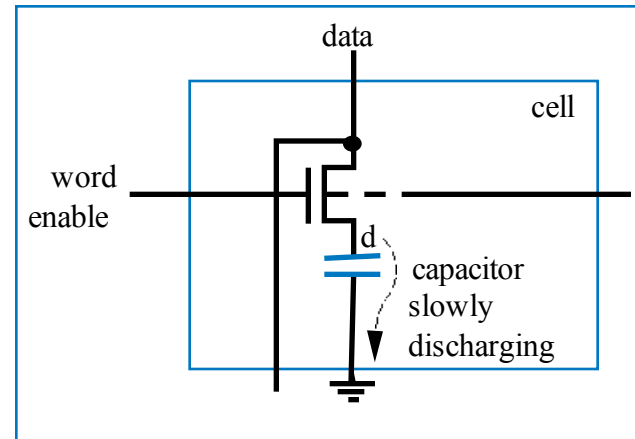 data
cell
word
enable
d
capacitor
slowly
discharging